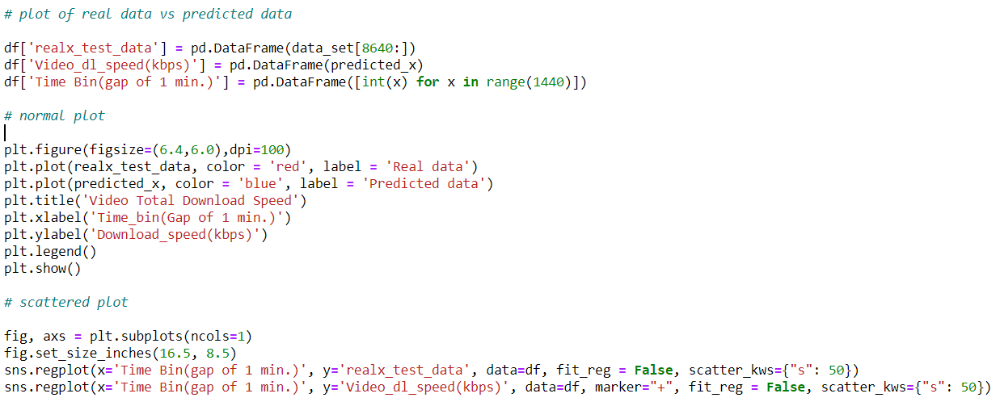 # plot of real data vs predicted data
df['realx_test_data'] = pd.DataFrame(data_set[8640:])
df['Video_dl_speed(kbps)'] = pd.DataFrame(predicted_x)
df['Time Bin(gap of 1 min.)'] = pd.DataFrame([int(x) for x in range(1440)])
# normal plot
plt.figure(figsize=(6.4,6.0),dpi=100)
plt.plot(realx_test_data, color = 'red', label = 'Real data')
plt.plot(predicted_x, color = 'blue', label = 'Predicted data')
plt.title('Video Total Download Speed')
plt.xlabel('Time_bin(Gap of 1 min.)')
plt.ylabel('Download_speed(kbps)')
plt.legend()
plt.show()
# scattered plot
fig, axs = plt.subplots(ncols=1)
fig.set_size_inches(16.5, 8.5)
sns.regplot(x='Time Bin(gap of 1 min.)', y='realx_test_data', data=df, fit_reg = False, scatter_kws={"s": 50})
sns.regplot(x='Time Bin(gap of 1 min.)', y='Video_dl_speed(kbps)', data=df, marker="+", fit_reg = False, scatter_kws={"s": 50})